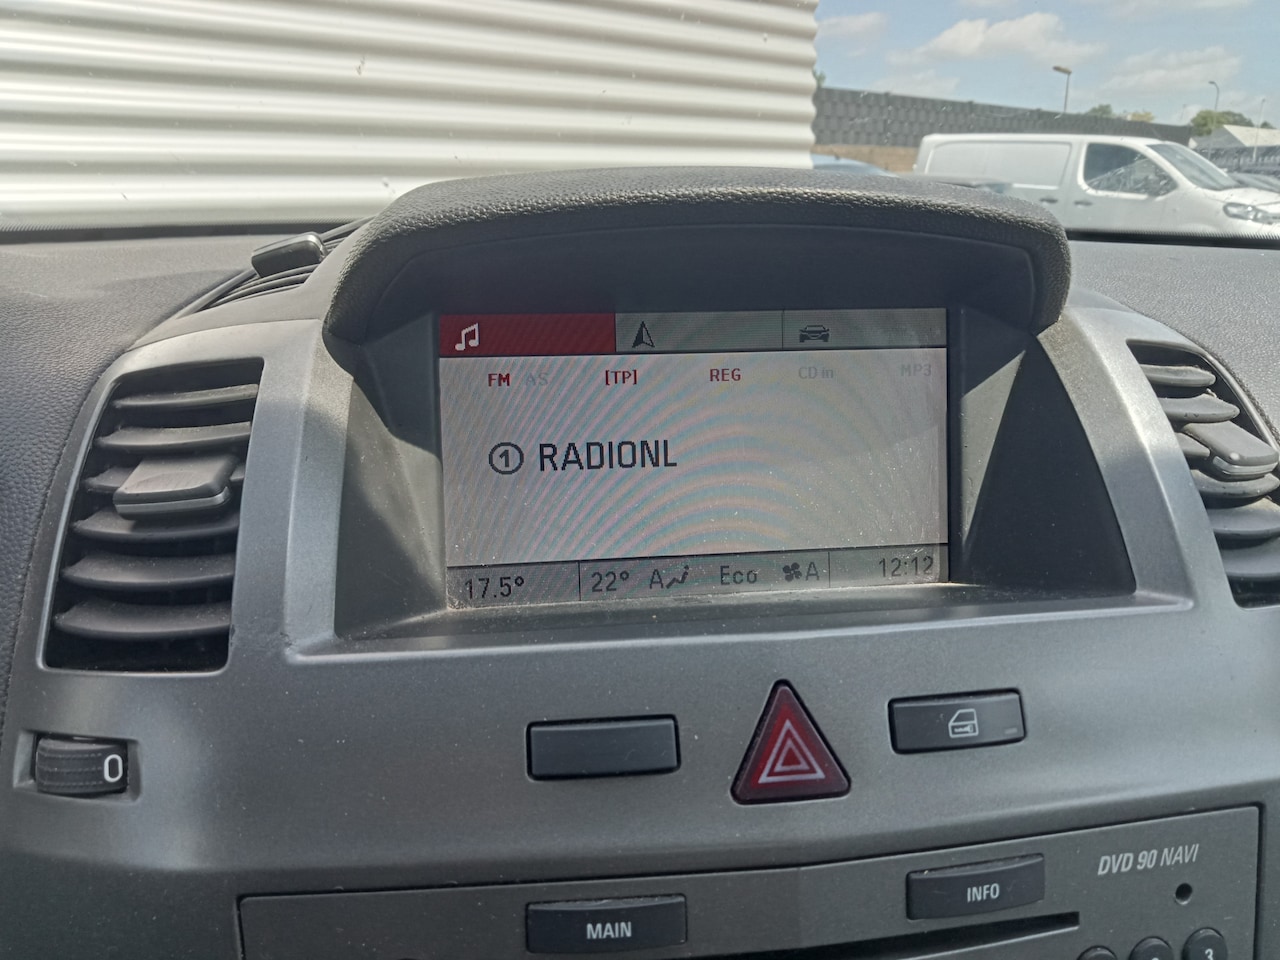 FM AS [TP] REG CD in MP3
1 RADIONL
17.5° 22° A Eco A 12:12
0
DVD 90 NAVI
MAIN INFO
3